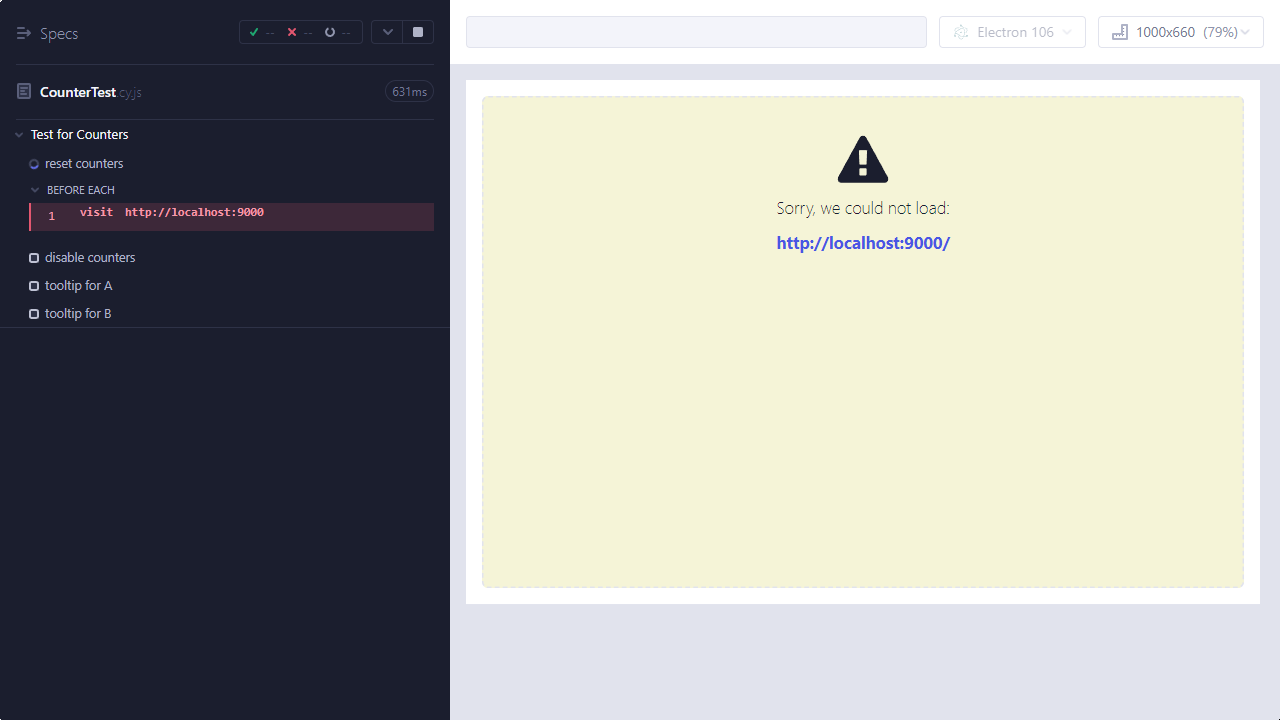 Specs
-- -- --
CounterTest.cy.js
631ms
Test for Counters
reset counters
BEFORE EACH
1 visit http://localhost:9000
disable counters
tooltip for A
tooltip for B
Electron 106
1000x660 (79%)
Sorry, we could not load:
http://localhost:9000/